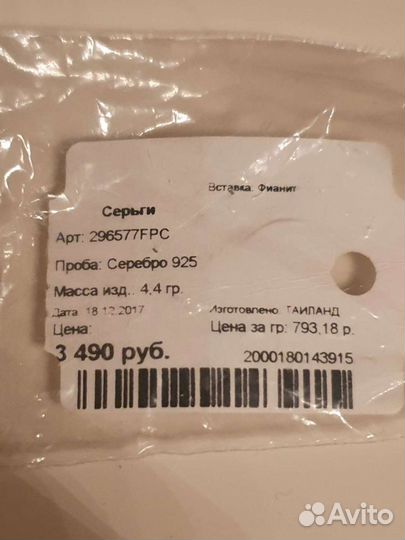 Вставка: Фианит
Серьги
Арт: 296577FPC
Проба: Серебро 925
Масса изд.: 4,4 гр.
Дата 18.12.2017 Изготовлено: ТАИЛАНД
Цена: Цена за гр: 793,18 р.
3 490 руб. 2000180143915
Avito